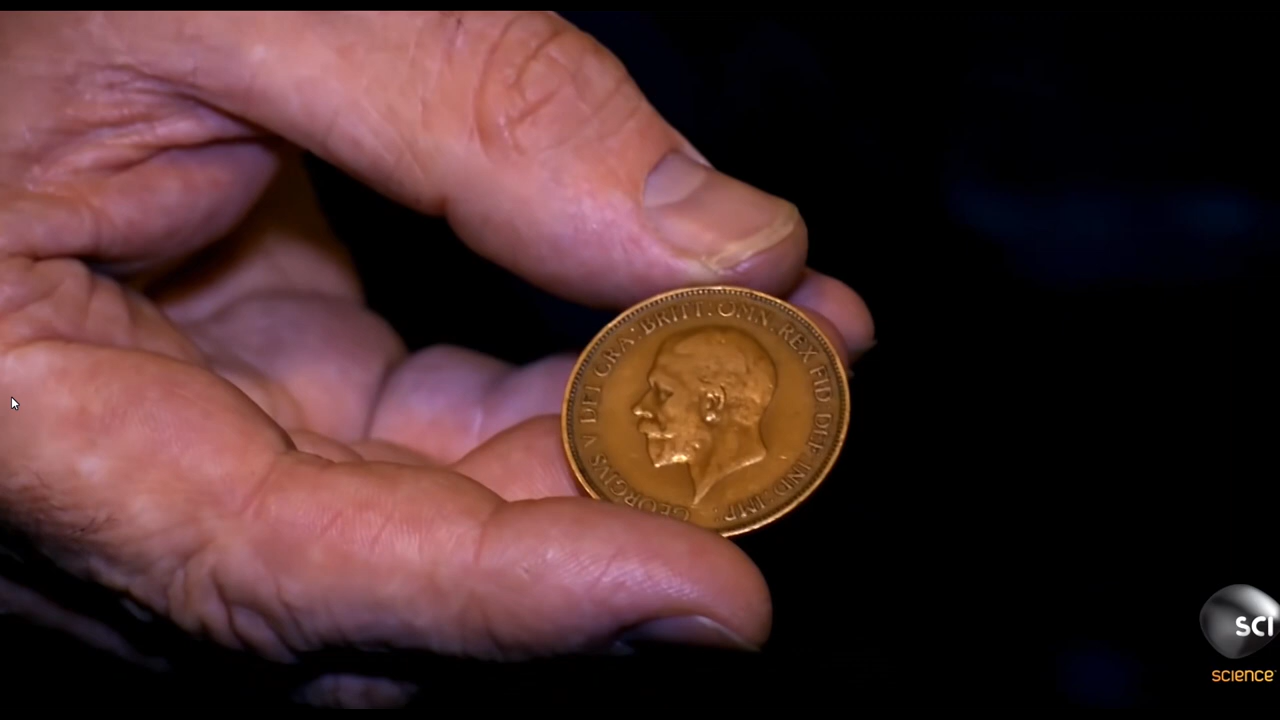 GEORGIVS V DEI GRA: BRITT: OMN: REX FID: DEF: IND: IMP:
SCI
science